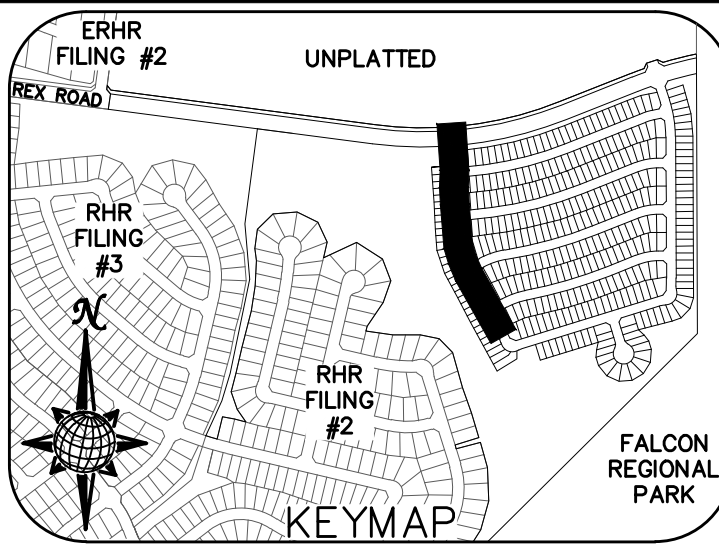 ERHR
FILING #2
UNPLATTED
REX ROAD
RHR
FILING
#3
N
RHR
FILING
#2
FALCON
REGIONAL
PARK
KEYMAP